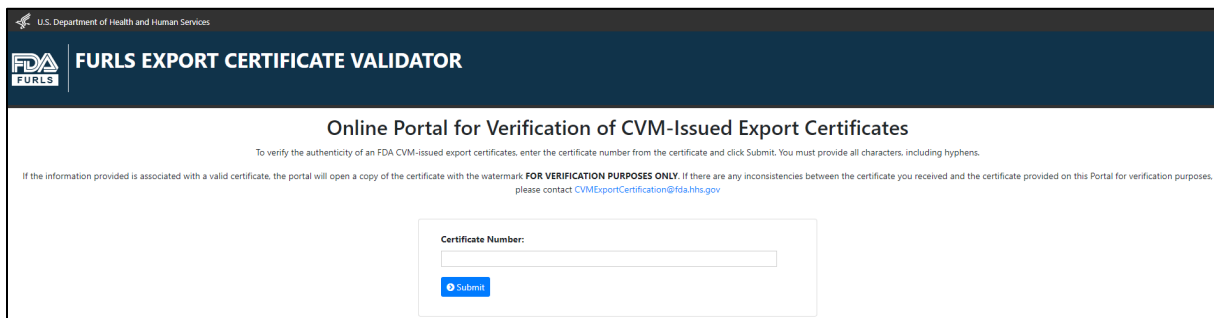 U.S. Department of Health and Human Services
FDA
FURLS
FURLS EXPORT CERTIFICATE VALIDATOR
Online Portal for Verification of CVM-Issued Export Certificates
To verify the authenticity of an FDA CVM-issued export certificates, enter the certificate number from the certificate and click Submit. You must provide all characters, including hyphens.
If the information provided is associated with a valid certificate, the portal will open a copy of the certificate with the watermark FOR VERIFICATION PURPOSES ONLY. If there are any inconsistencies between the certificate you received and the certificate provided on this Portal for verification purposes,
please contact CVMExportCertification@fda.hhs.gov
Certificate Number:
Submit